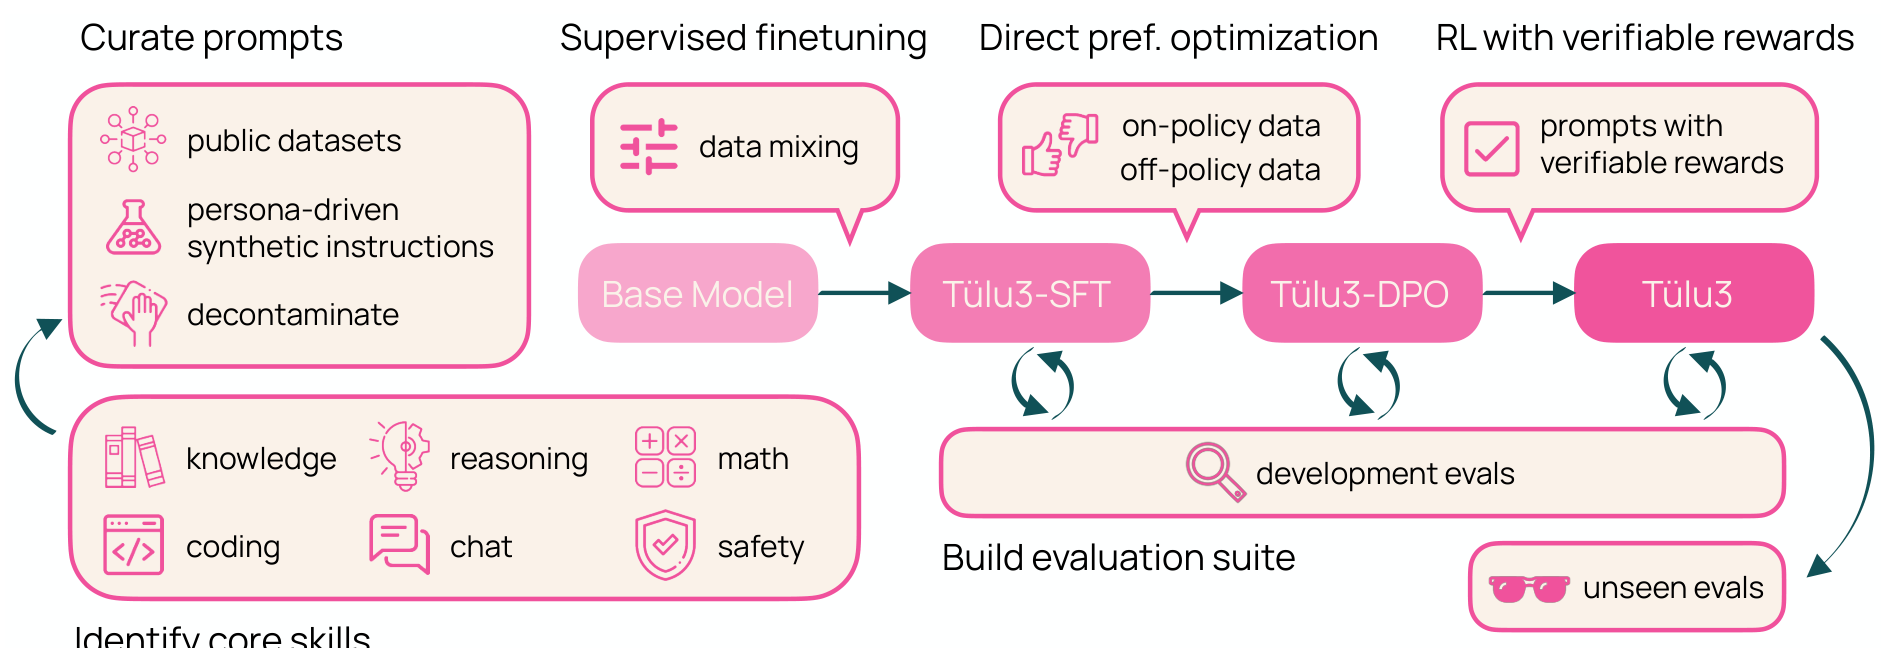 Curate prompts
public datasets
persona-driven
synthetic instructions
decontaminate
knowledge
reasoning
math
coding
chat
safety
Identify core skills
Supervised finetuning
data mixing
Direct pref. optimization
on-policy data
off-policy data
RL with verifiable rewards
prompts with
verifiable rewards
Base Model
Tülu3-SFT
Tülu3-DPO
Tülu3
development evals
Build evaluation suite
unseen evals